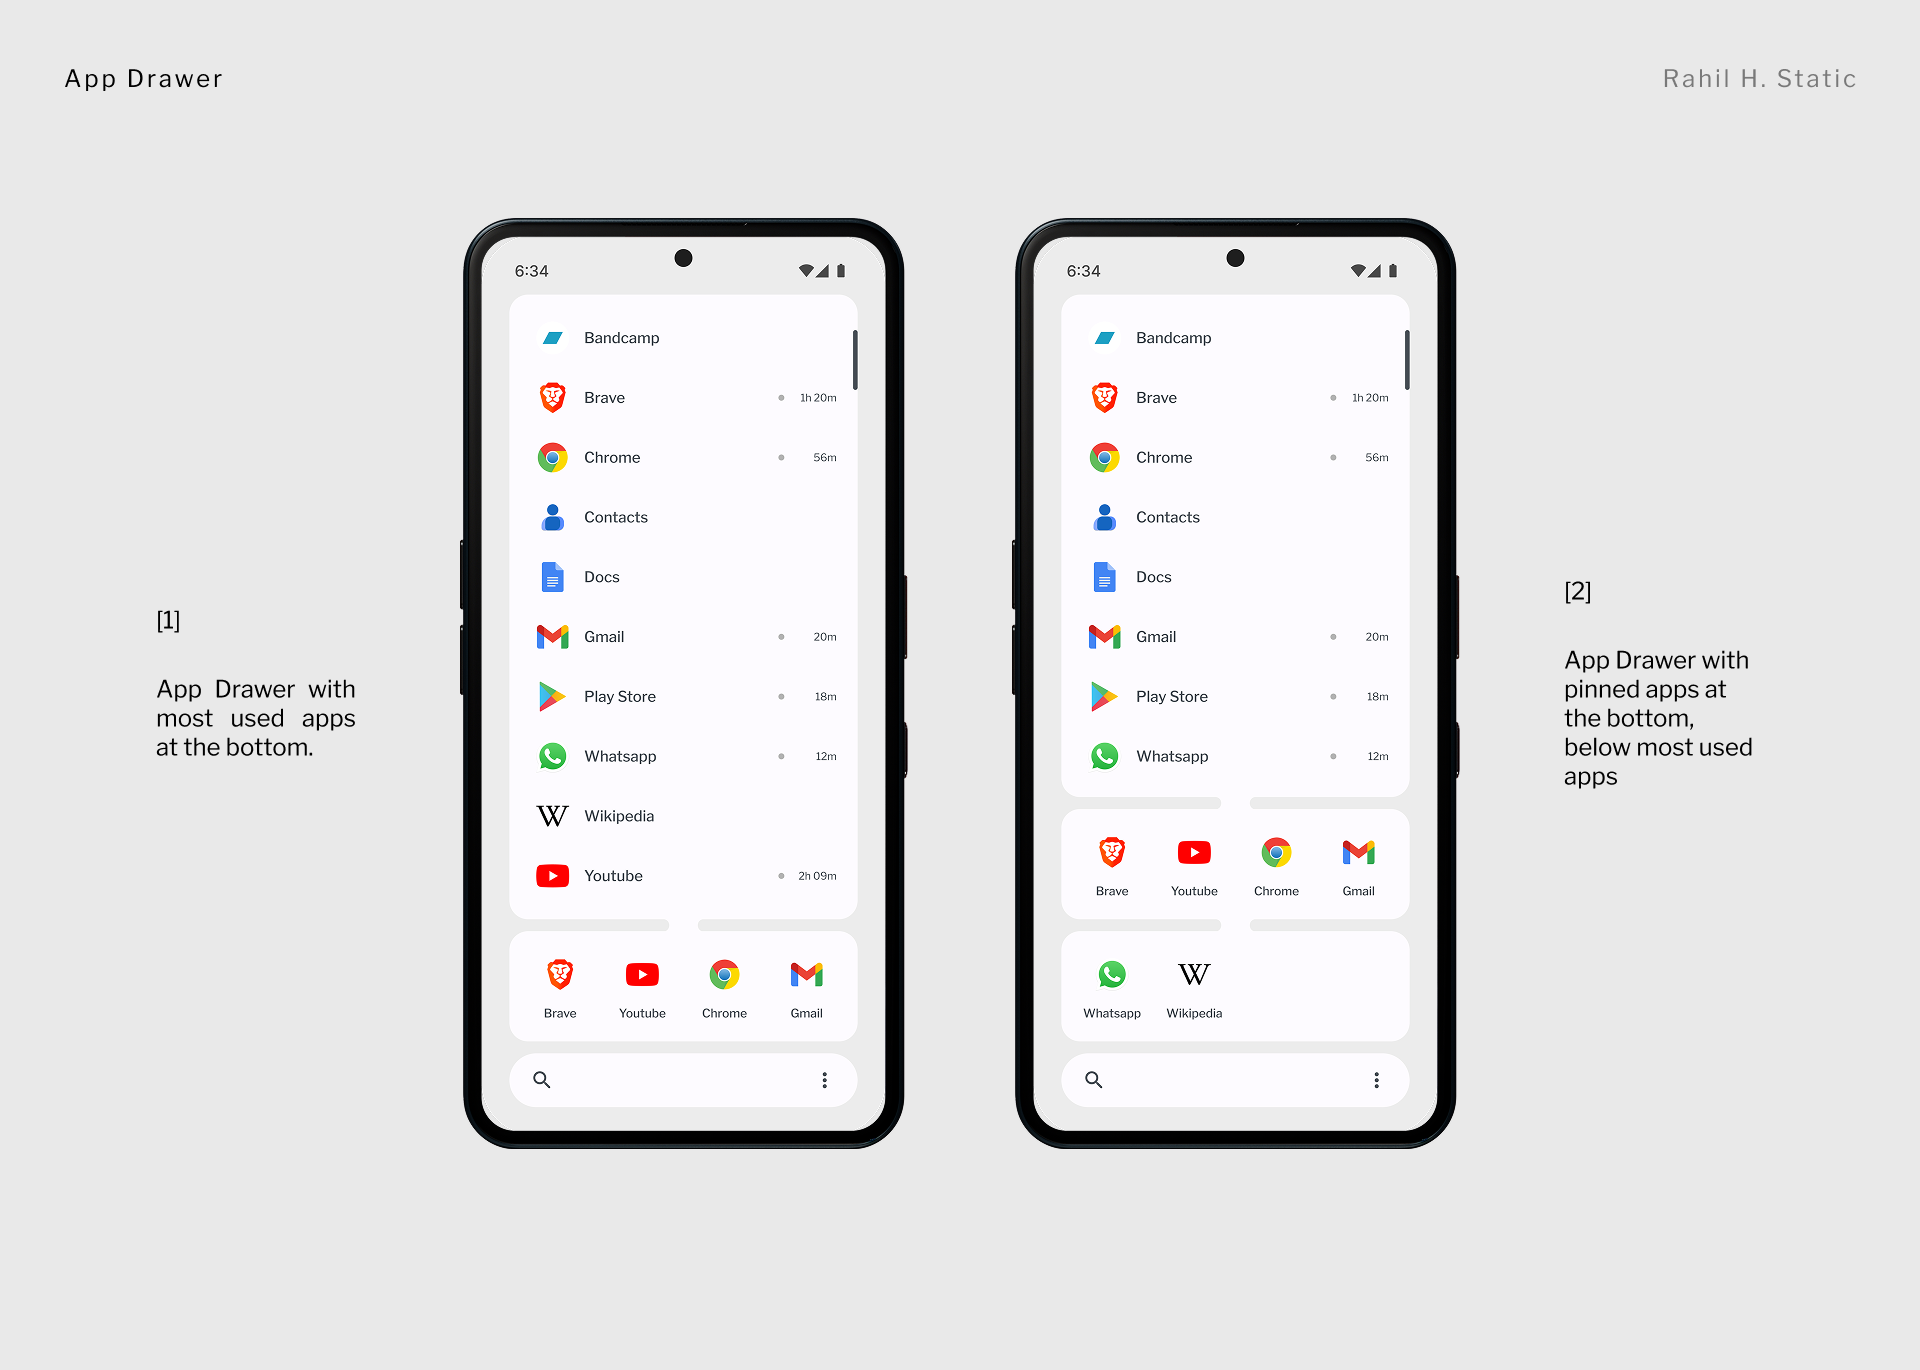 App Drawer
Rahil H. Static
[1]
App Drawer with
most used apps
at the bottom.
6:34
Bandcamp
Brave 1h 20m
Chrome 56m
Contacts
Docs
Gmail 20m
Play Store 18m
Whatsapp 12m
Wikipedia
Youtube 2h 09m
Brave Youtube Chrome Gmail
6:34
Bandcamp
Brave 1h 20m
Chrome 56m
Contacts
Docs
Gmail 20m
Play Store 18m
Whatsapp 12m
Brave Youtube Chrome Gmail
Whatsapp Wikipedia
[2]
App Drawer with
pinned apps at
the bottom,
below most used
apps